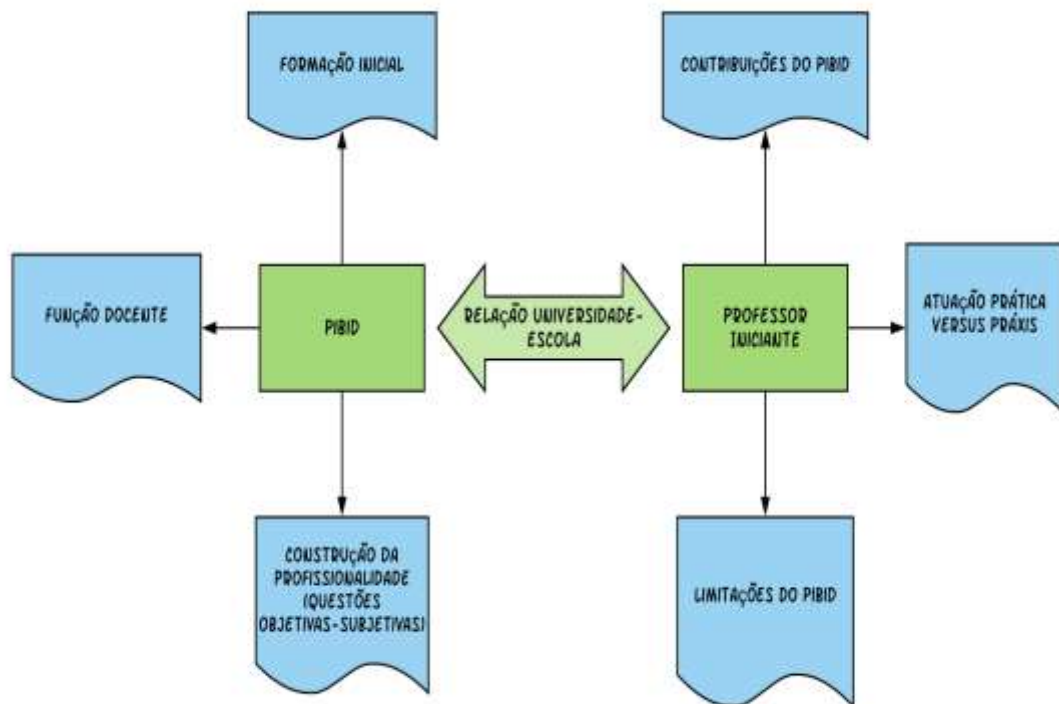 FORMAÇÃO INICIAL
CONTRIBUIÇÕES DO PIBID
FUNÇÃO DOCENTE
PIBID
RELAÇÃO UNIVERSIDADE-
ESCOLA
PROFESSOR
INICIANTE
ATUAÇÃO PRÁTICA
VERSUS PRÁXIS
CONSTRUÇÃO DA
PROFISSIONALIDADE
(QUESTÕES
OBJETIVAS-SUBJETIVAS)
LIMITAÇÕES DO PIBID